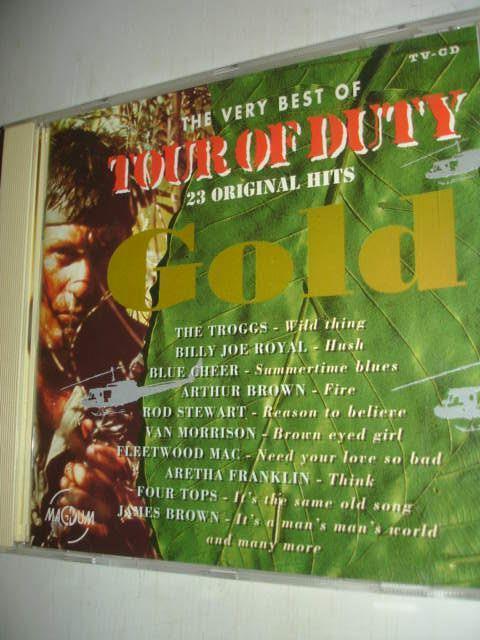 TV-CD
THE VERY BEST OF
TOUR OF DUTY
23 ORIGINAL HITS
Gold
THE TROGGS - Wild thing
BILLY JOE ROYAL - Hush
BLUE CHEER - Summertime blues
ARTHUR BROWN - Fire
ROD STEWART - Reason to believe
VAN MORRISON - Brown eyed girl
FLEETWOOD MAC - Need your love so bad
ARETHA FRANKLIN - Think
FOUR TOPS - It's the same old song
JAMES BROWN - It's a man's man's world
and many more
MAGNUM